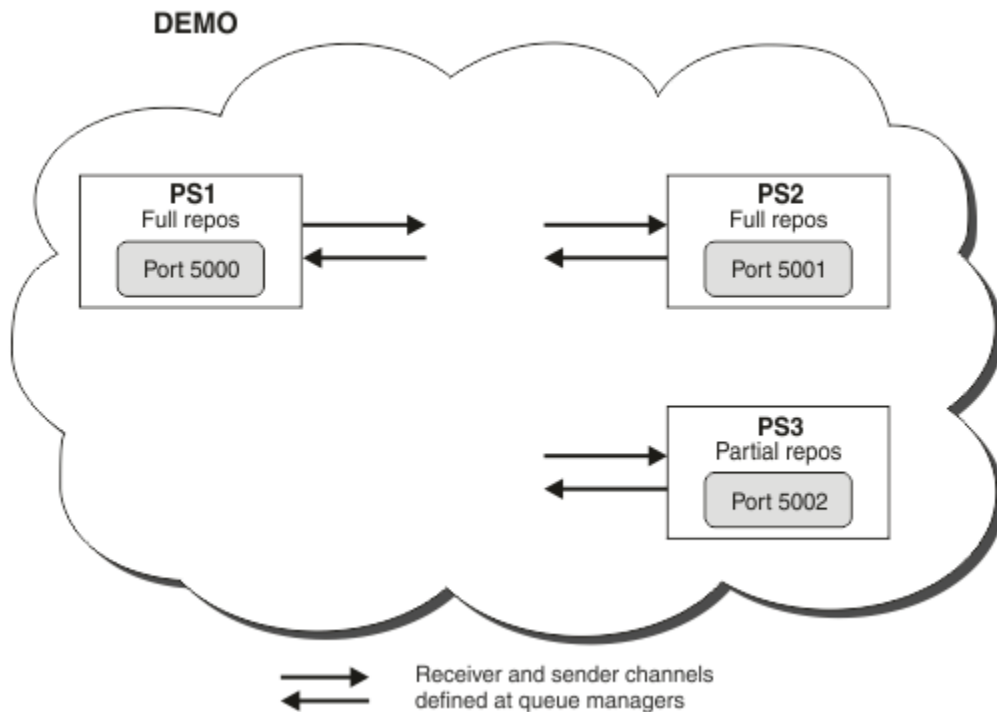 DEMO
PS1
Full repos
Port 5000
PS2
Full repos
Port 5001
PS3
Partial repos
Port 5002
Receiver and sender channels
defined at queue managers